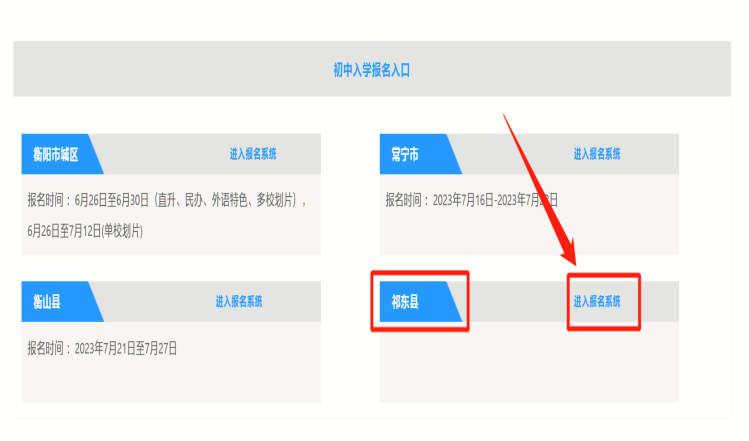 初中入学报名入口
衡阳市城区 进入报名系统
报名时间：6月26日至6月30日（直升、民办、外语特色、多校划片），
6月26日至7月12日(单校划片)
常宁市 进入报名系统
报名时间：2023年7月16日-2023年7月 日
衡山县 进入报名系统
报名时间：2023年7月21日至7月27日
祁东县 进入报名系统